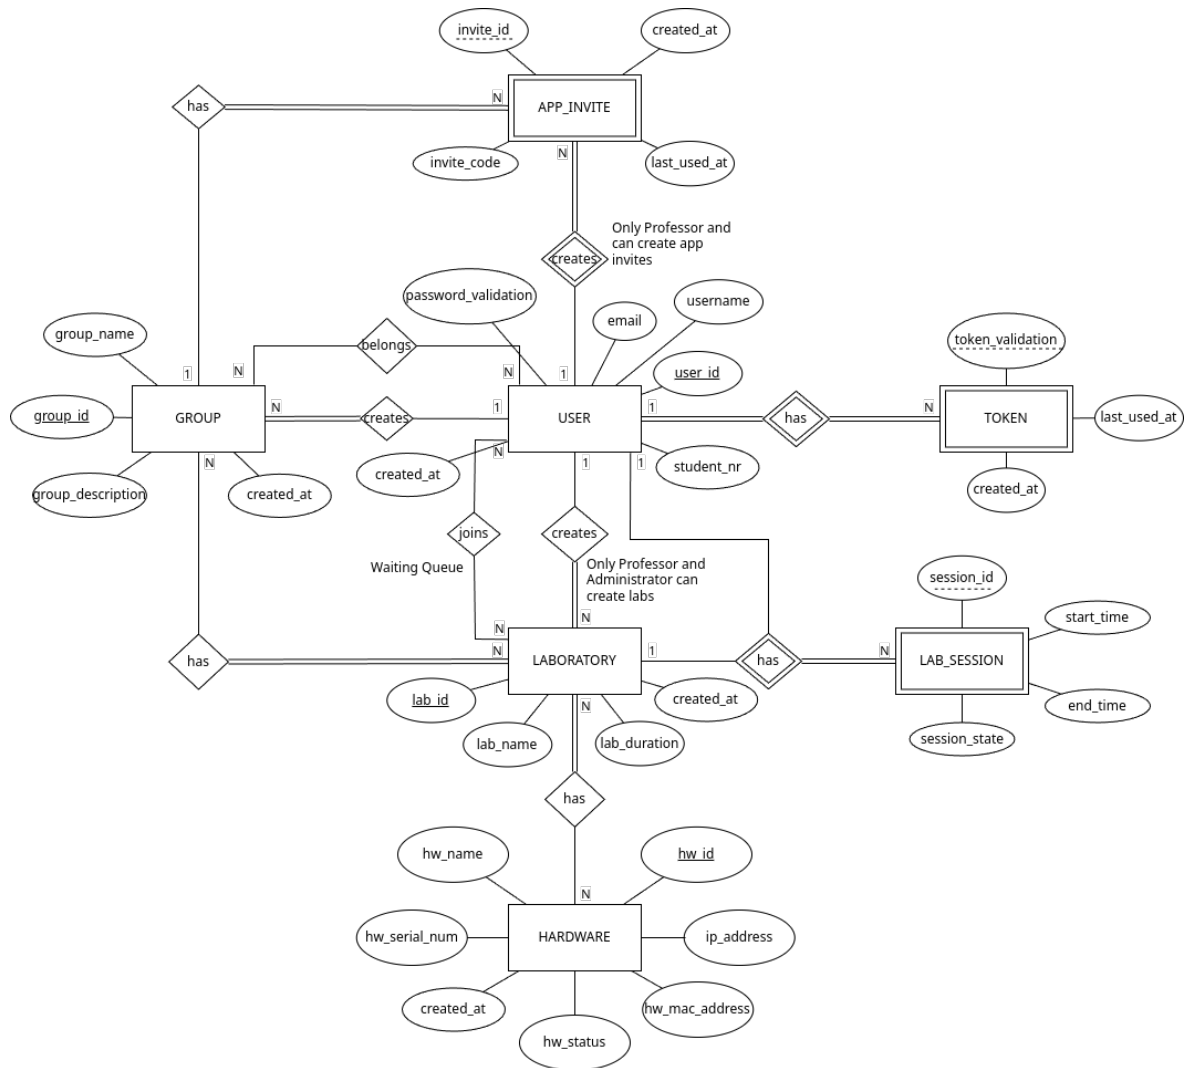 invite_id
created_at
has
N
APP_INVITE
N
invite_code
last_used_at
Only Professor and
can create app
invites
creates
password_validation
username
email
group_name
token_validation
belongs
1
N
N
1
user_id
group_id
GROUP
N
creates
1
USER
1
has
N
TOKEN
last_used_at
N
1
1
created_at
student_nr
N
group_description
created_at
created_at
joins
creates
Waiting Queue
Only Professor and
Administrator can
create labs
session_id
start_time
N
N
has
N
LABORATORY
1
has
N
LAB_SESSION
lab_id
created_at
end_time
N
lab_name
lab_duration
session_state
has
hw_name
hw_id
N
hw_serial_num
HARDWARE
ip_address
created_at
hw_mac_address
hw_status